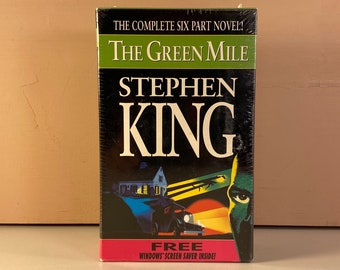 THE COMPLETE SIX PART NOVEL!
THE GREEN MILE
STEPHEN
KING
FREE
WINDOWS SCREEN SAVER INSIDE!